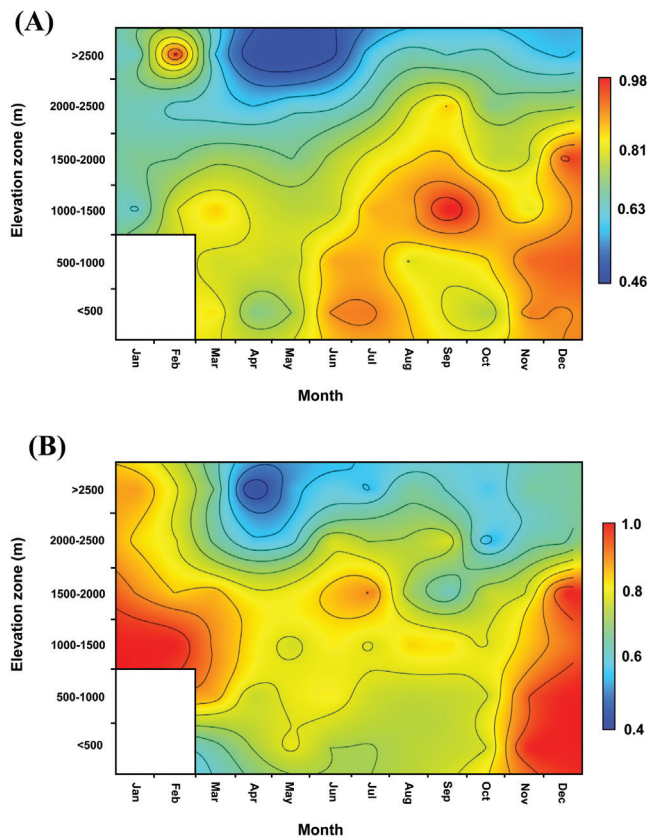 (A)
Elevation zone (m)
>2500
2000-2500
1500-2000
1000-1500
500-1000
<500
Jan Feb Mar Apr May Jun Jul Aug Sep Oct Nov Dec
Month
0.98
0.81
0.63
0.46
(B)
Elevation zone (m)
>2500
2000-2500
1500-2000
1000-1500
500-1000
<500
Jan Feb Mar Apr May Jun Jul Aug Sep Oct Nov Dec
Month
1.0
0.8
0.6
0.4